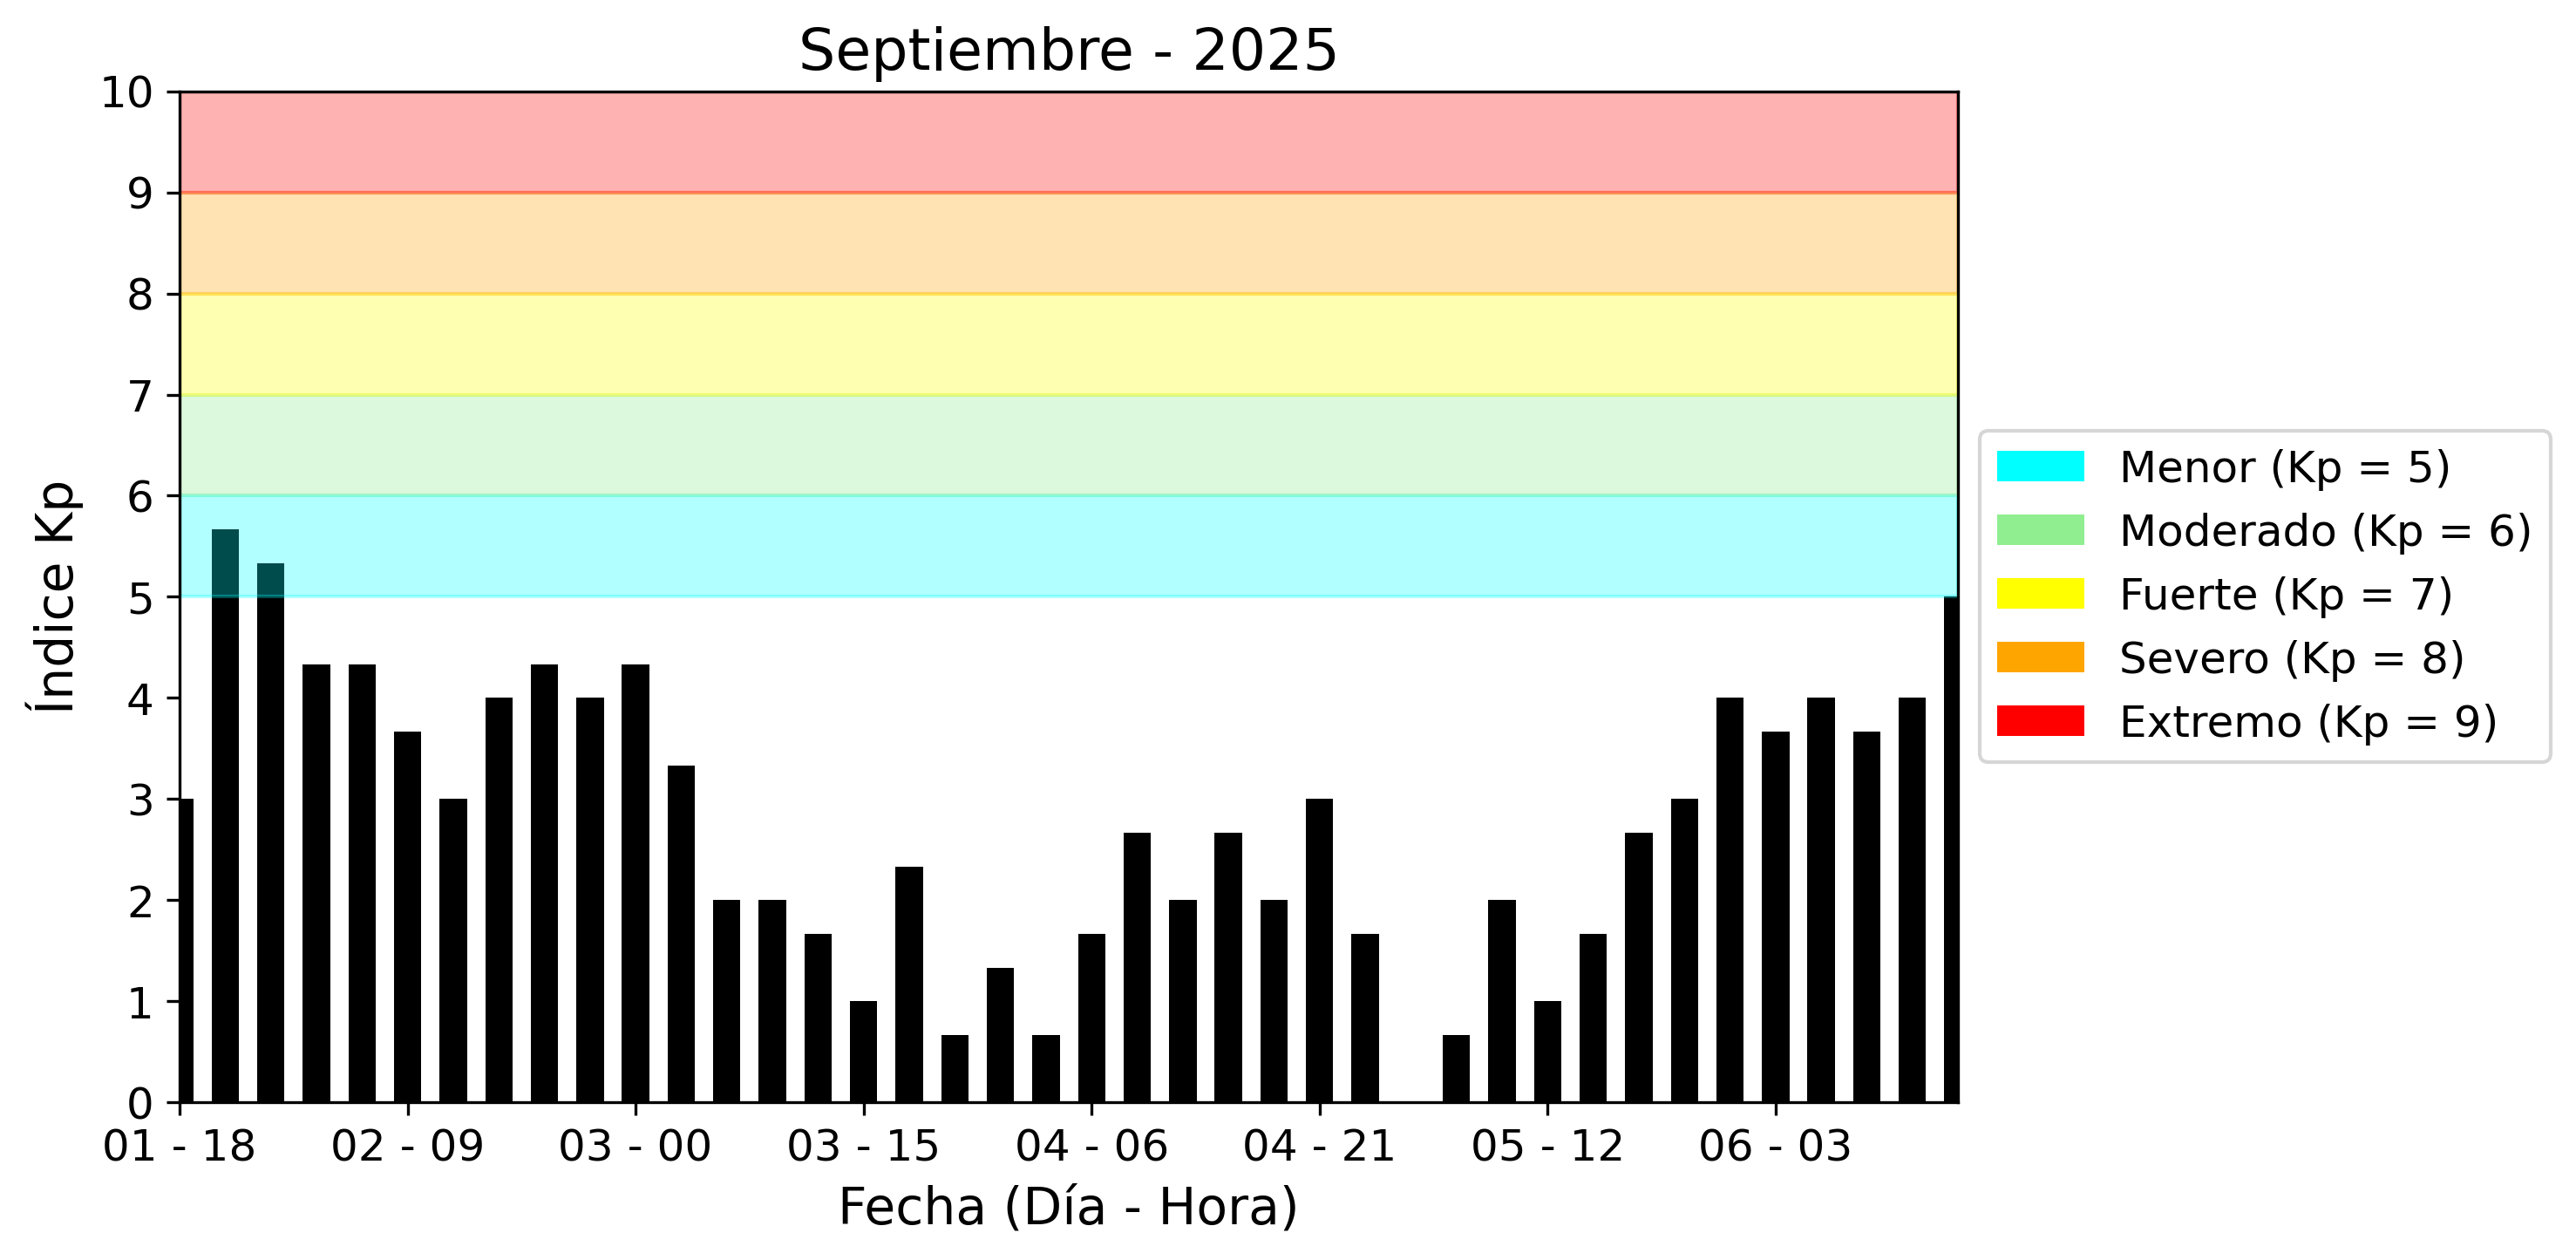 Septiembre - 2025
Índice Kp
10
9
8
7
6
5
4
3
2
1
0
01 - 18
02 - 09
03 - 00
03 - 15
04 - 06
04 - 21
05 - 12
06 - 03
Fecha (Día - Hora)
Menor (Kp = 5)
Moderado (Kp = 6)
Fuerte (Kp = 7)
Severo (Kp = 8)
Extremo (Kp = 9)